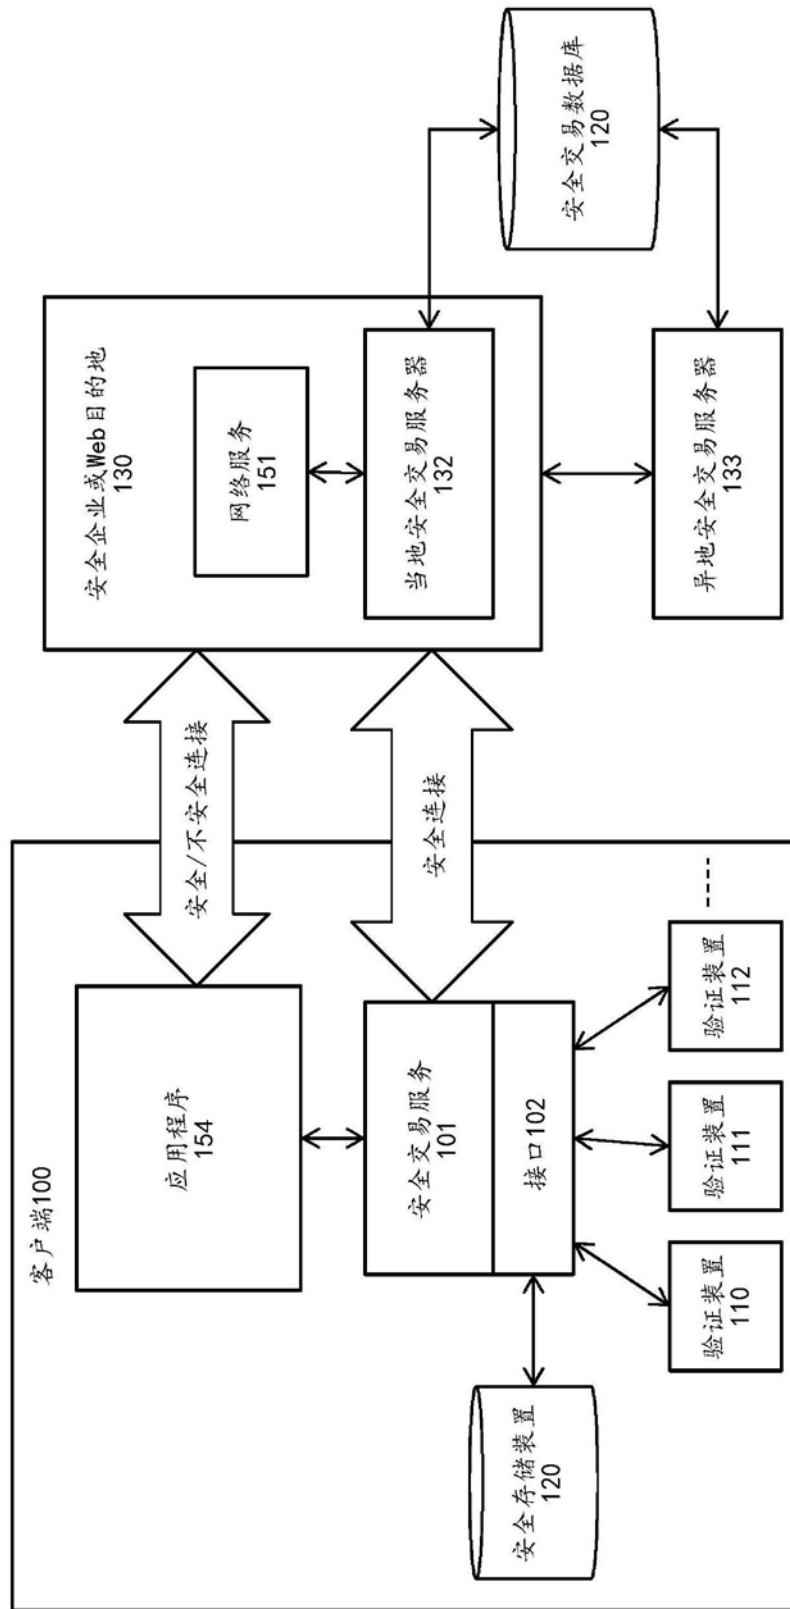 客户端100
应用程序
154
安全交易服务
101
接口102
安全存储装置
120
验证装置
110
验证装置
111
验证装置
112
安全/不安全连接
安全连接
安全企业或Web目的地
130
网络服务
151
当地安全交易服务器
132
异地安全交易服务器
133
安全交易数据库
120